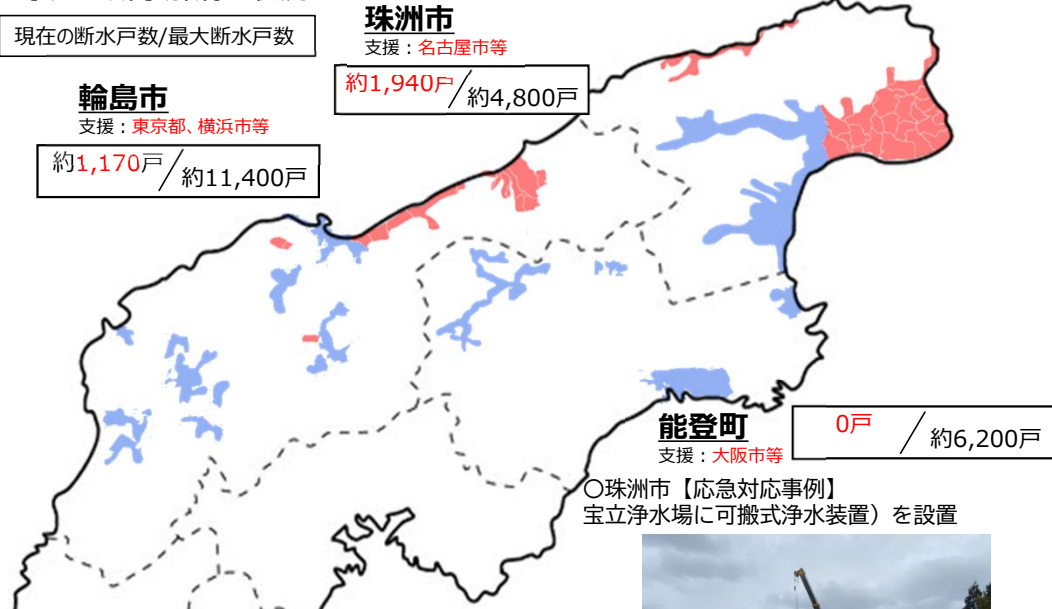 現在の断水戸数/最大断水戸数
珠洲市
支援：名古屋市等
約1,940戸/約4,800戸
輪島市
支援：東京都、横浜市等
約1,170戸/約11,400戸
能登町
支援：大阪市等
0戸/約6,200戸
〇珠洲市【応急対応事例】
宝立浄水場に可搬式浄水装置）を設置